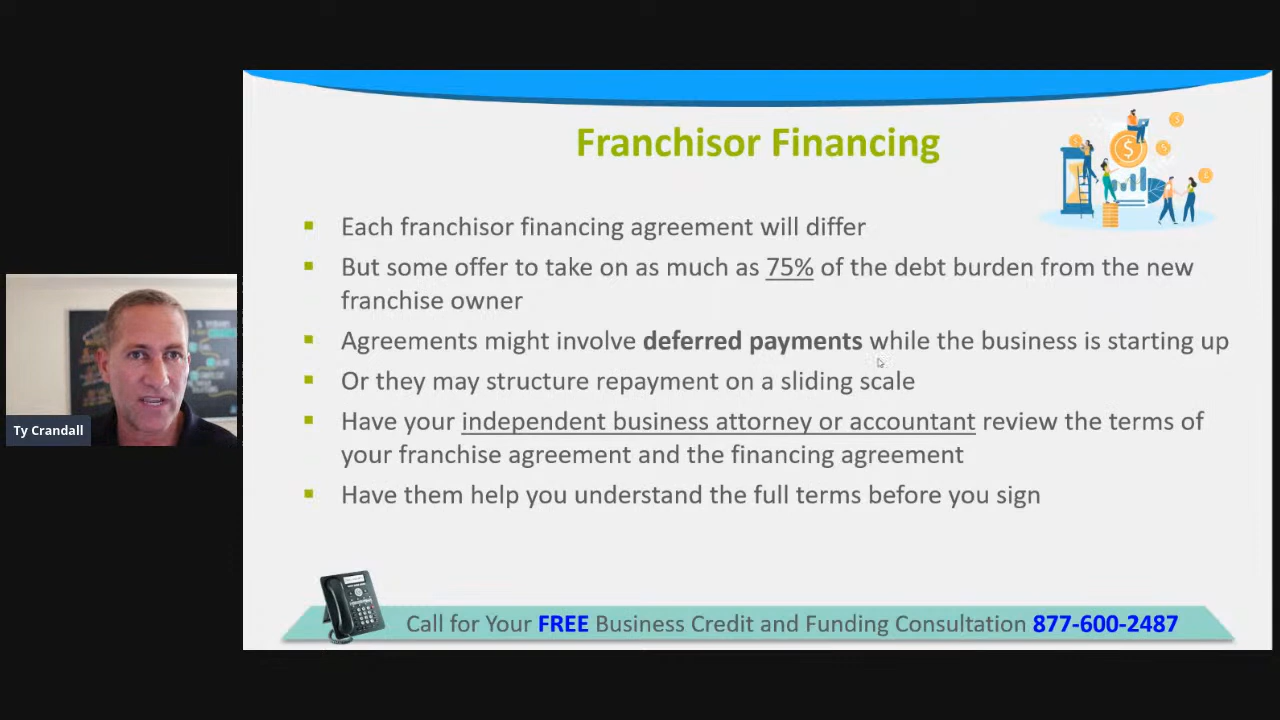 Franchisor Financing
Each franchisor financing agreement will differ
But some offer to take on as much as 75% of the debt burden from the new
franchise owner
Agreements might involve deferred payments while the business is starting up
Or they may structure repayment on a sliding scale
Have your independent business attorney or accountant review the terms of
your franchise agreement and the financing agreement
Have them help you understand the full terms before you sign
Ty Crandall
Call for Your FREE Business Credit and Funding Consultation 877-600-2487